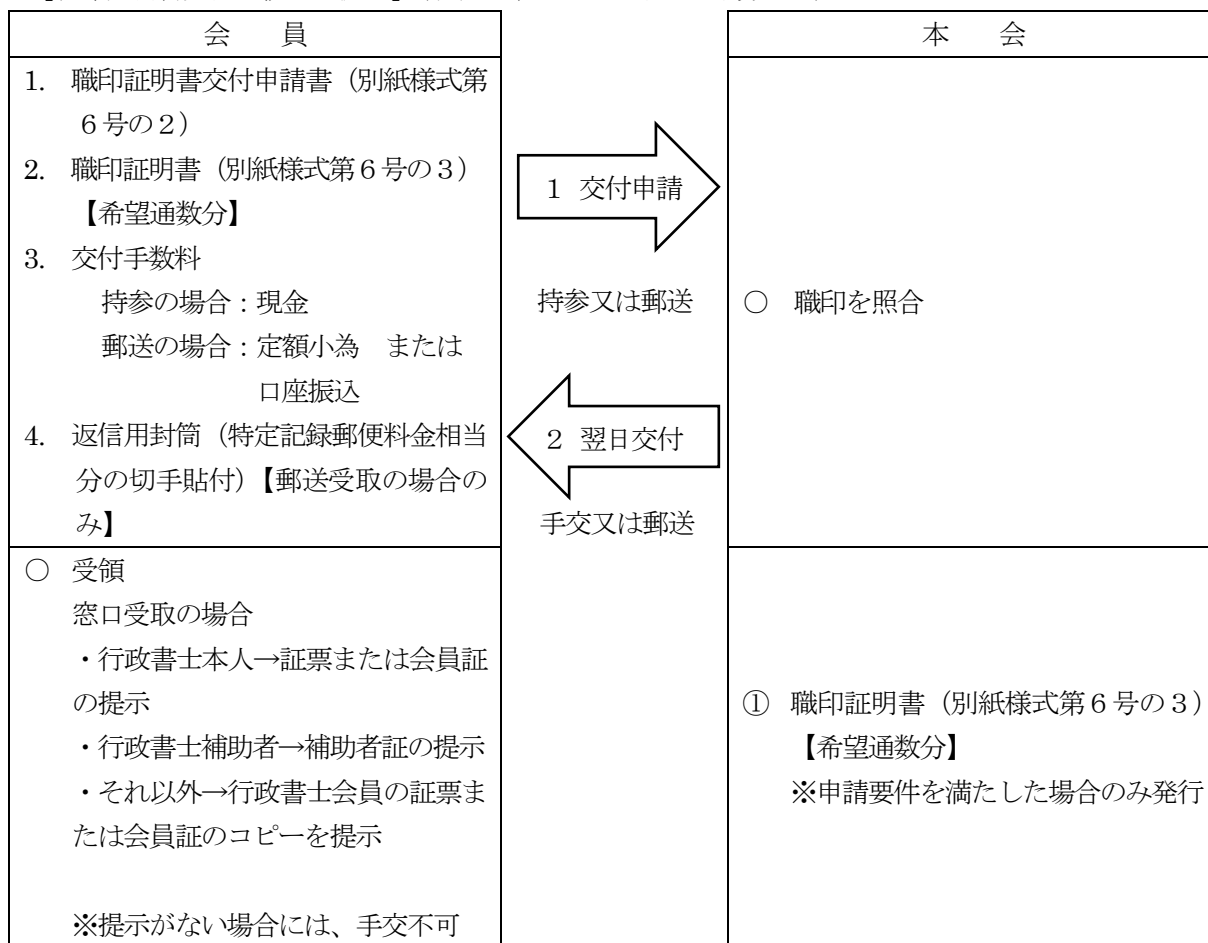 会　員
1. 職印証明書交付申請書（別紙様式第
６号の２）
2. 職印証明書（別紙様式第６号の３）
【希望通数分】
3. 交付手数料
持参の場合：現金
郵送の場合：定額小為　または
口座振込
4. 返信用封筒（特定記録郵便料金相当
分の切手貼付）【郵送受取の場合の
み】
１ 交付申請
持参又は郵送
２ 翌日交付
手交又は郵送
本　会
○ 職印を照合
○ 受領
窓口受取の場合
・行政書士本人→証票または会員証
の提示
・行政書士補助者→補助者証の提示
・それ以外→行政書士会員の証票ま
たは会員証のコピーを提示
※提示がない場合には、手交不可
① 職印証明書（別紙様式第６号の３）
【希望通数分】
※申請要件を満たした場合のみ発行